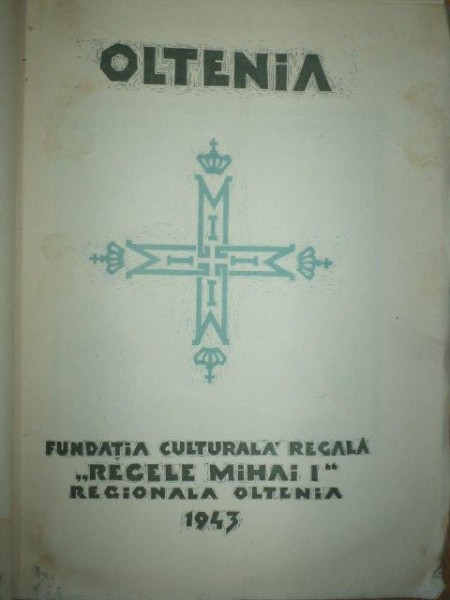 OLTENiA
M I
M I I M
I M
FUNDAȚiA CULTURALĂ REGALĂ
„REGELE MiHAi I“
REGiONALA OLTENiA
1943